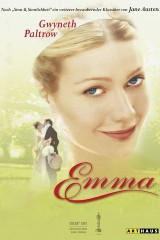 Nach „Sinn & Sinnlichkeit“ ein weiterer bezaubernder Klassiker von Jane Austen
Gwyneth
Paltrow
Emma
ARTHAUS